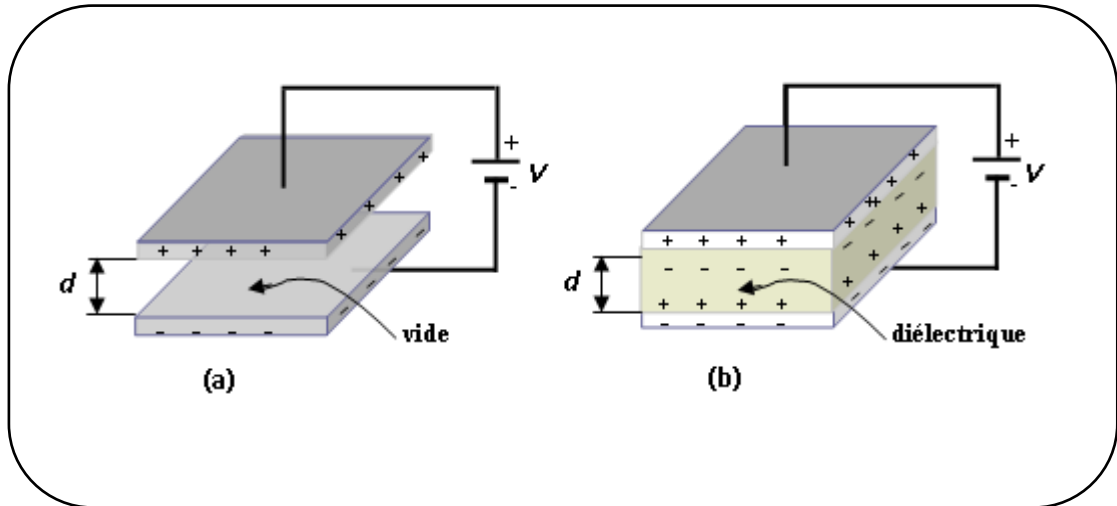 + V -
+ + + +
+ + + +
d
- - - -
- - - -
vide
(a)
+ V -
+ + + +
+ ++ + +
- - - -
- - - -
d
+ + + +
+ + + +
- - - -
- - - -
diélectrique
(b)